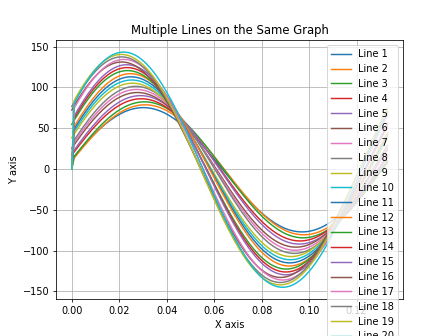 Multiple Lines on the Same Graph
150
100
50
0
−50
−100
−150
Y axis
0.00
0.02
0.04
0.06
0.08
0.10
X axis
Line 1
Line 2
Line 3
Line 4
Line 5
Line 6
Line 7
Line 8
Line 9
Line 10
Line 11
Line 12
Line 13
Line 14
Line 15
Line 16
Line 17
Line 18
Line 19
Line 20